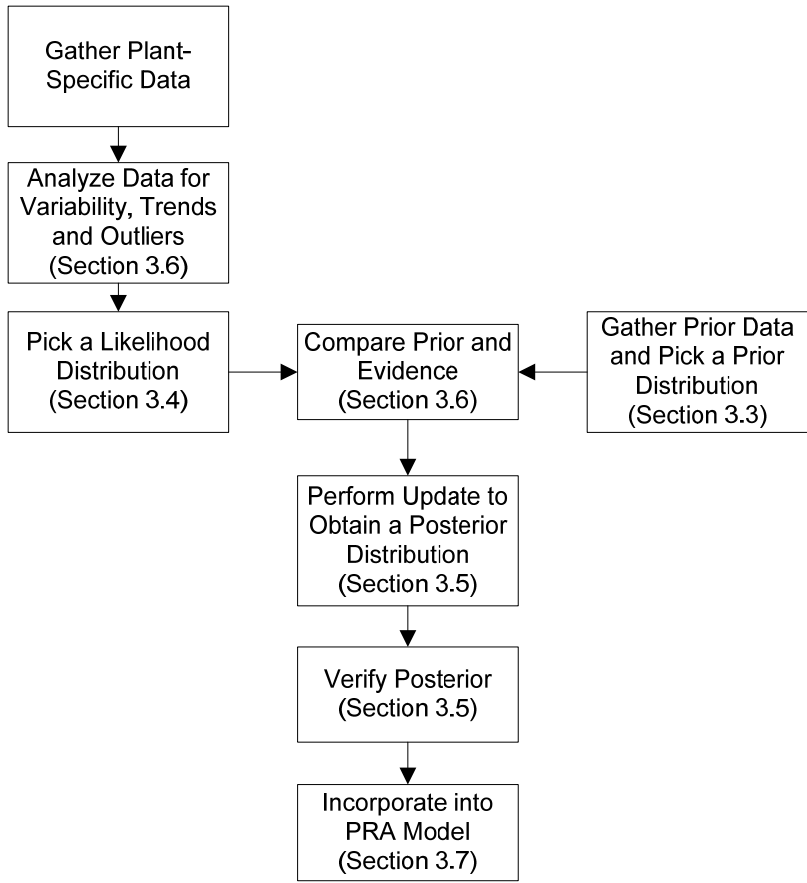 Gather Plant-
Specific Data
Analyze Data for
Variability, Trends
and Outliers
(Section 3.6)
Pick a Likelihood
Distribution
(Section 3.4)
Compare Prior and
Evidence
(Section 3.6)
Gather Prior Data
and Pick a Prior
Distribution
(Section 3.3)
Perform Update to
Obtain a Posterior
Distribution
(Section 3.5)
Verify Posterior
(Section 3.5)
Incorporate into
PRA Model
(Section 3.7)